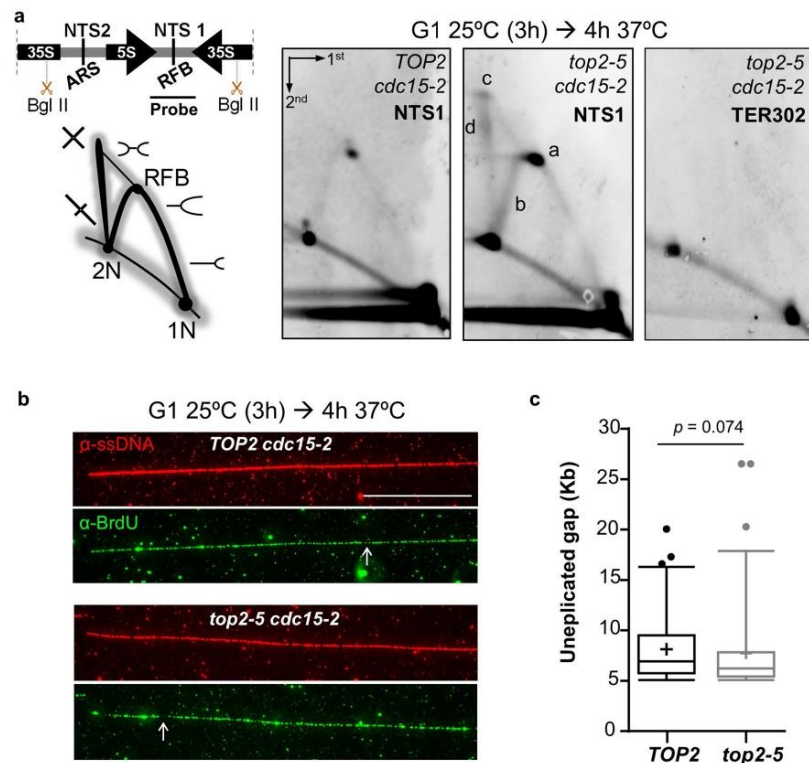 a
NTS2
NTS 1
35S
5S
35S
ARS
RFB
Bgl II
Probe
Bgl II
RFB
2N
1N
G1 25ºC (3h) → 4h 37ºC
1st
2nd
TOP2
cdc15-2
NTS1
top2-5
cdc15-2
NTS1
c
d
a
b
top2-5
cdc15-2
TER302
b
G1 25ºC (3h) → 4h 37ºC
α-ssDNA
TOP2 cdc15-2
α-BrdU
top2-5 cdc15-2
c
p = 0.074
Uneplicated gap (Kb)
30
25
20
15
10
5
0
TOP2
top2-5